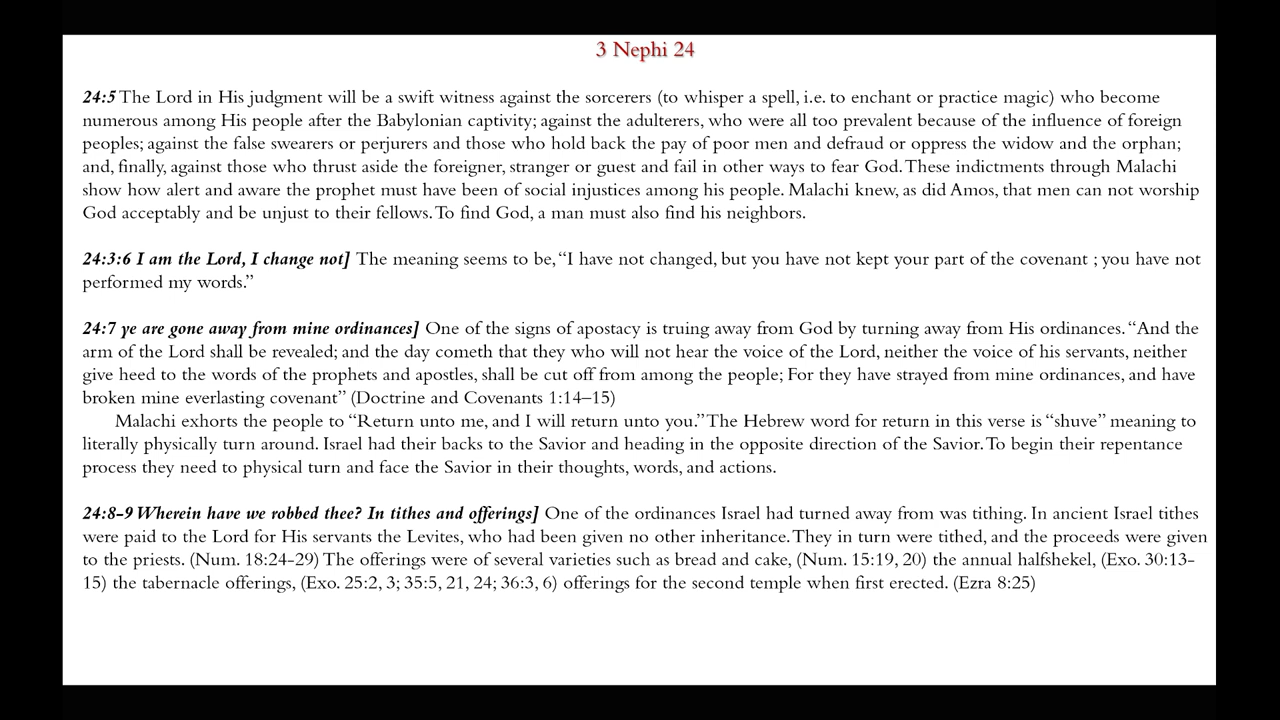 3 Nephi 24
24:5 The Lord in His judgment will be a swift witness against the sorcerers (to whisper a spell, i.e. to enchant or practice magic) who become
numerous among His people after the Babylonian captivity; against the adulterers, who were all too prevalent because of the influence of foreign
peoples; against the false swearers or perjurers and those who hold back the pay of poor men and defraud or oppress the widow and the orphan;
and, finally, against those who thrust aside the foreigner, stranger or guest and fail in other ways to fear God. These indictments through Malachi
show how alert and aware the prophet must have been of social injustices among his people. Malachi knew, as did Amos, that men can not worship
God acceptably and be unjust to their fellows. To find God, a man must also find his neighbors.
24:3:6 I am the Lord, I change not] The meaning seems to be, “I have not changed, but you have not kept your part of the covenant ; you have not
performed my words.”
24:7 ye are gone away from mine ordinances] One of the signs of apostacy is truing away from God by turning away from His ordinances. “And the
arm of the Lord shall be revealed; and the day cometh that they who will not hear the voice of the Lord, neither the voice of his servants, neither
give heed to the words of the prophets and apostles, shall be cut off from among the people; For they have strayed from mine ordinances, and have
broken mine everlasting covenant” (Doctrine and Covenants 1:14–15)
Malachi exhorts the people to “Return unto me, and I will return unto you.” The Hebrew word for return in this verse is “shuve” meaning to
literally physically turn around. Israel had their backs to the Savior and heading in the opposite direction of the Savior. To begin their repentance
process they need to physical turn and face the Savior in their thoughts, words, and actions.
24:8-9 Wherein have we robbed thee? In tithes and offerings] One of the ordinances Israel had turned away from was tithing. In ancient Israel tithes
were paid to the Lord for His servants the Levites, who had been given no other inheritance. They in turn were tithed, and the proceeds were given
to the priests. (Num. 18:24-29) The offerings were of several varieties such as bread and cake, (Num. 15:19, 20) the annual halfshekel, (Exo. 30:13-
15) the tabernacle offerings, (Exo. 25:2, 3; 35:5, 21, 24; 36:3, 6) offerings for the second temple when first erected. (Ezra 8:25)